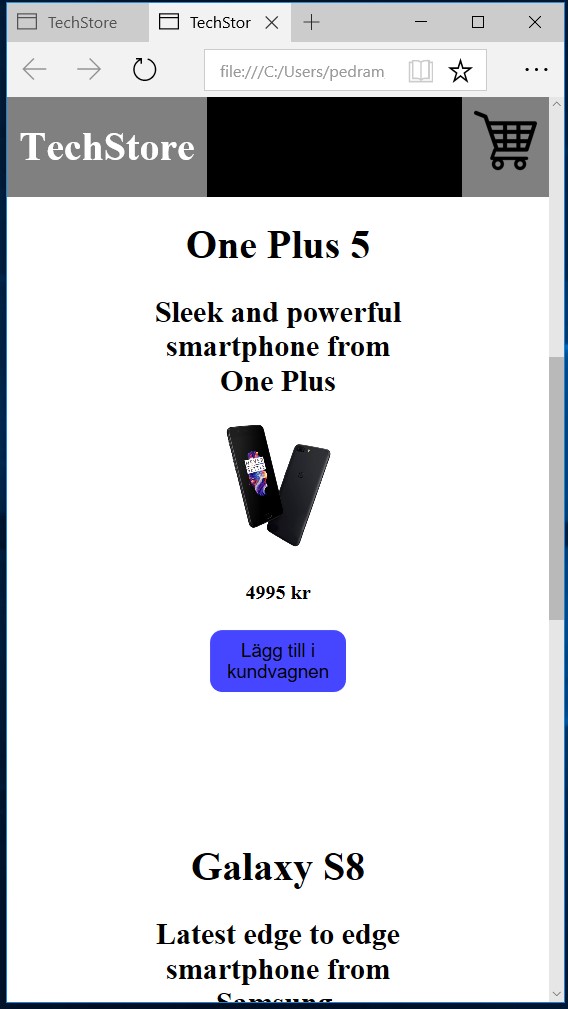 TechStore
TechStor
file:///C:/Users/pedram
TechStore
One Plus 5
Sleek and powerful
smartphone from
One Plus
4995 kr
Lägg till i
kundvagnen
Galaxy S8
Latest edge to edge
smartphone from
Samsung